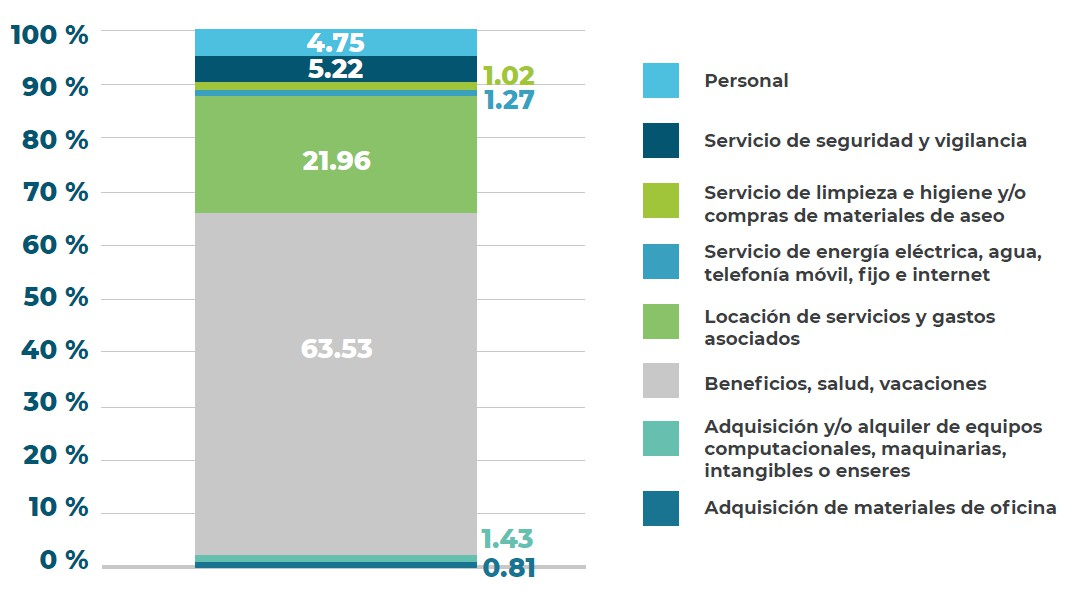 100 %
90 %
80 %
70 %
60 %
50 %
40 %
30 %
20 %
10 %
0 %
4.75
5.22
1.02
1.27
21.96
63.53
1.43
0.81
Personal
Servicio de seguridad y vigilancia
Servicio de limpieza e higiene y/o
compras de materiales de aseo
Servicio de energía eléctrica, agua,
telefonía móvil, fijo e internet
Locación de servicios y gastos
asociados
Beneficios, salud, vacaciones
Adquisición y/o alquiler de equipos
computacionales, maquinarias,
intangibles o enseres
Adquisición de materiales de oficina